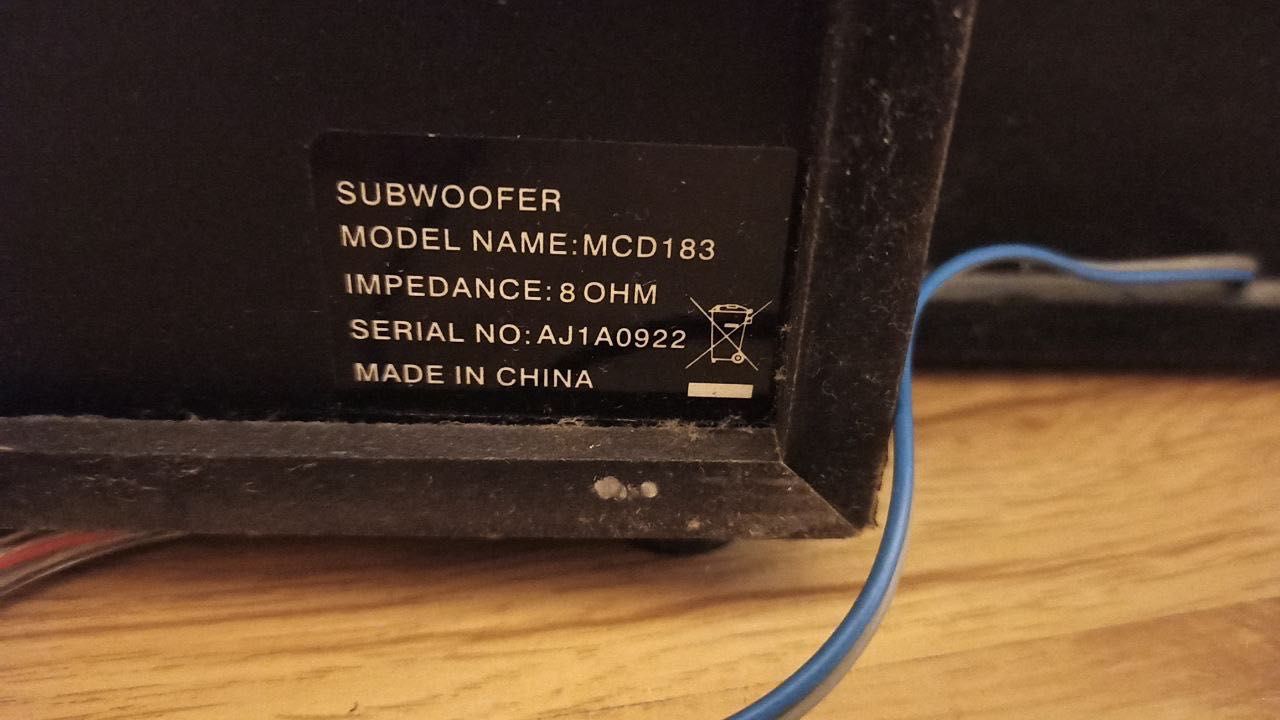 SUBWOOFER
MODEL NAME:MCD183
IMPEDANCE: 8 OHM
SERIAL NO: AJ1A0922
MADE IN CHINA